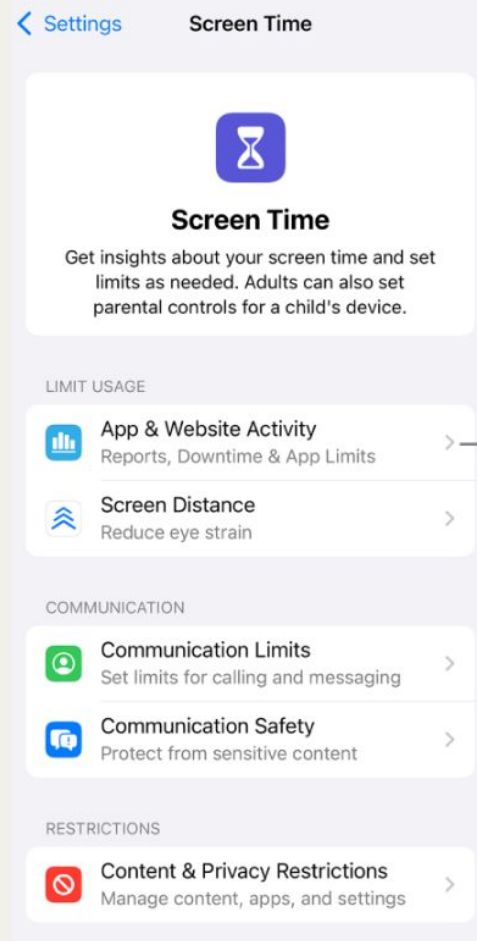 Settings
Screen Time
Screen Time
Get insights about your screen time and set
limits as needed. Adults can also set
parental controls for a child's device.
LIMIT USAGE
App & Website Activity
Reports, Downtime & App Limits
Screen Distance
Reduce eye strain
COMMUNICATION
Communication Limits
Set limits for calling and messaging
Communication Safety
Protect from sensitive content
RESTRICTIONS
Content & Privacy Restrictions
Manage content, apps, and settings